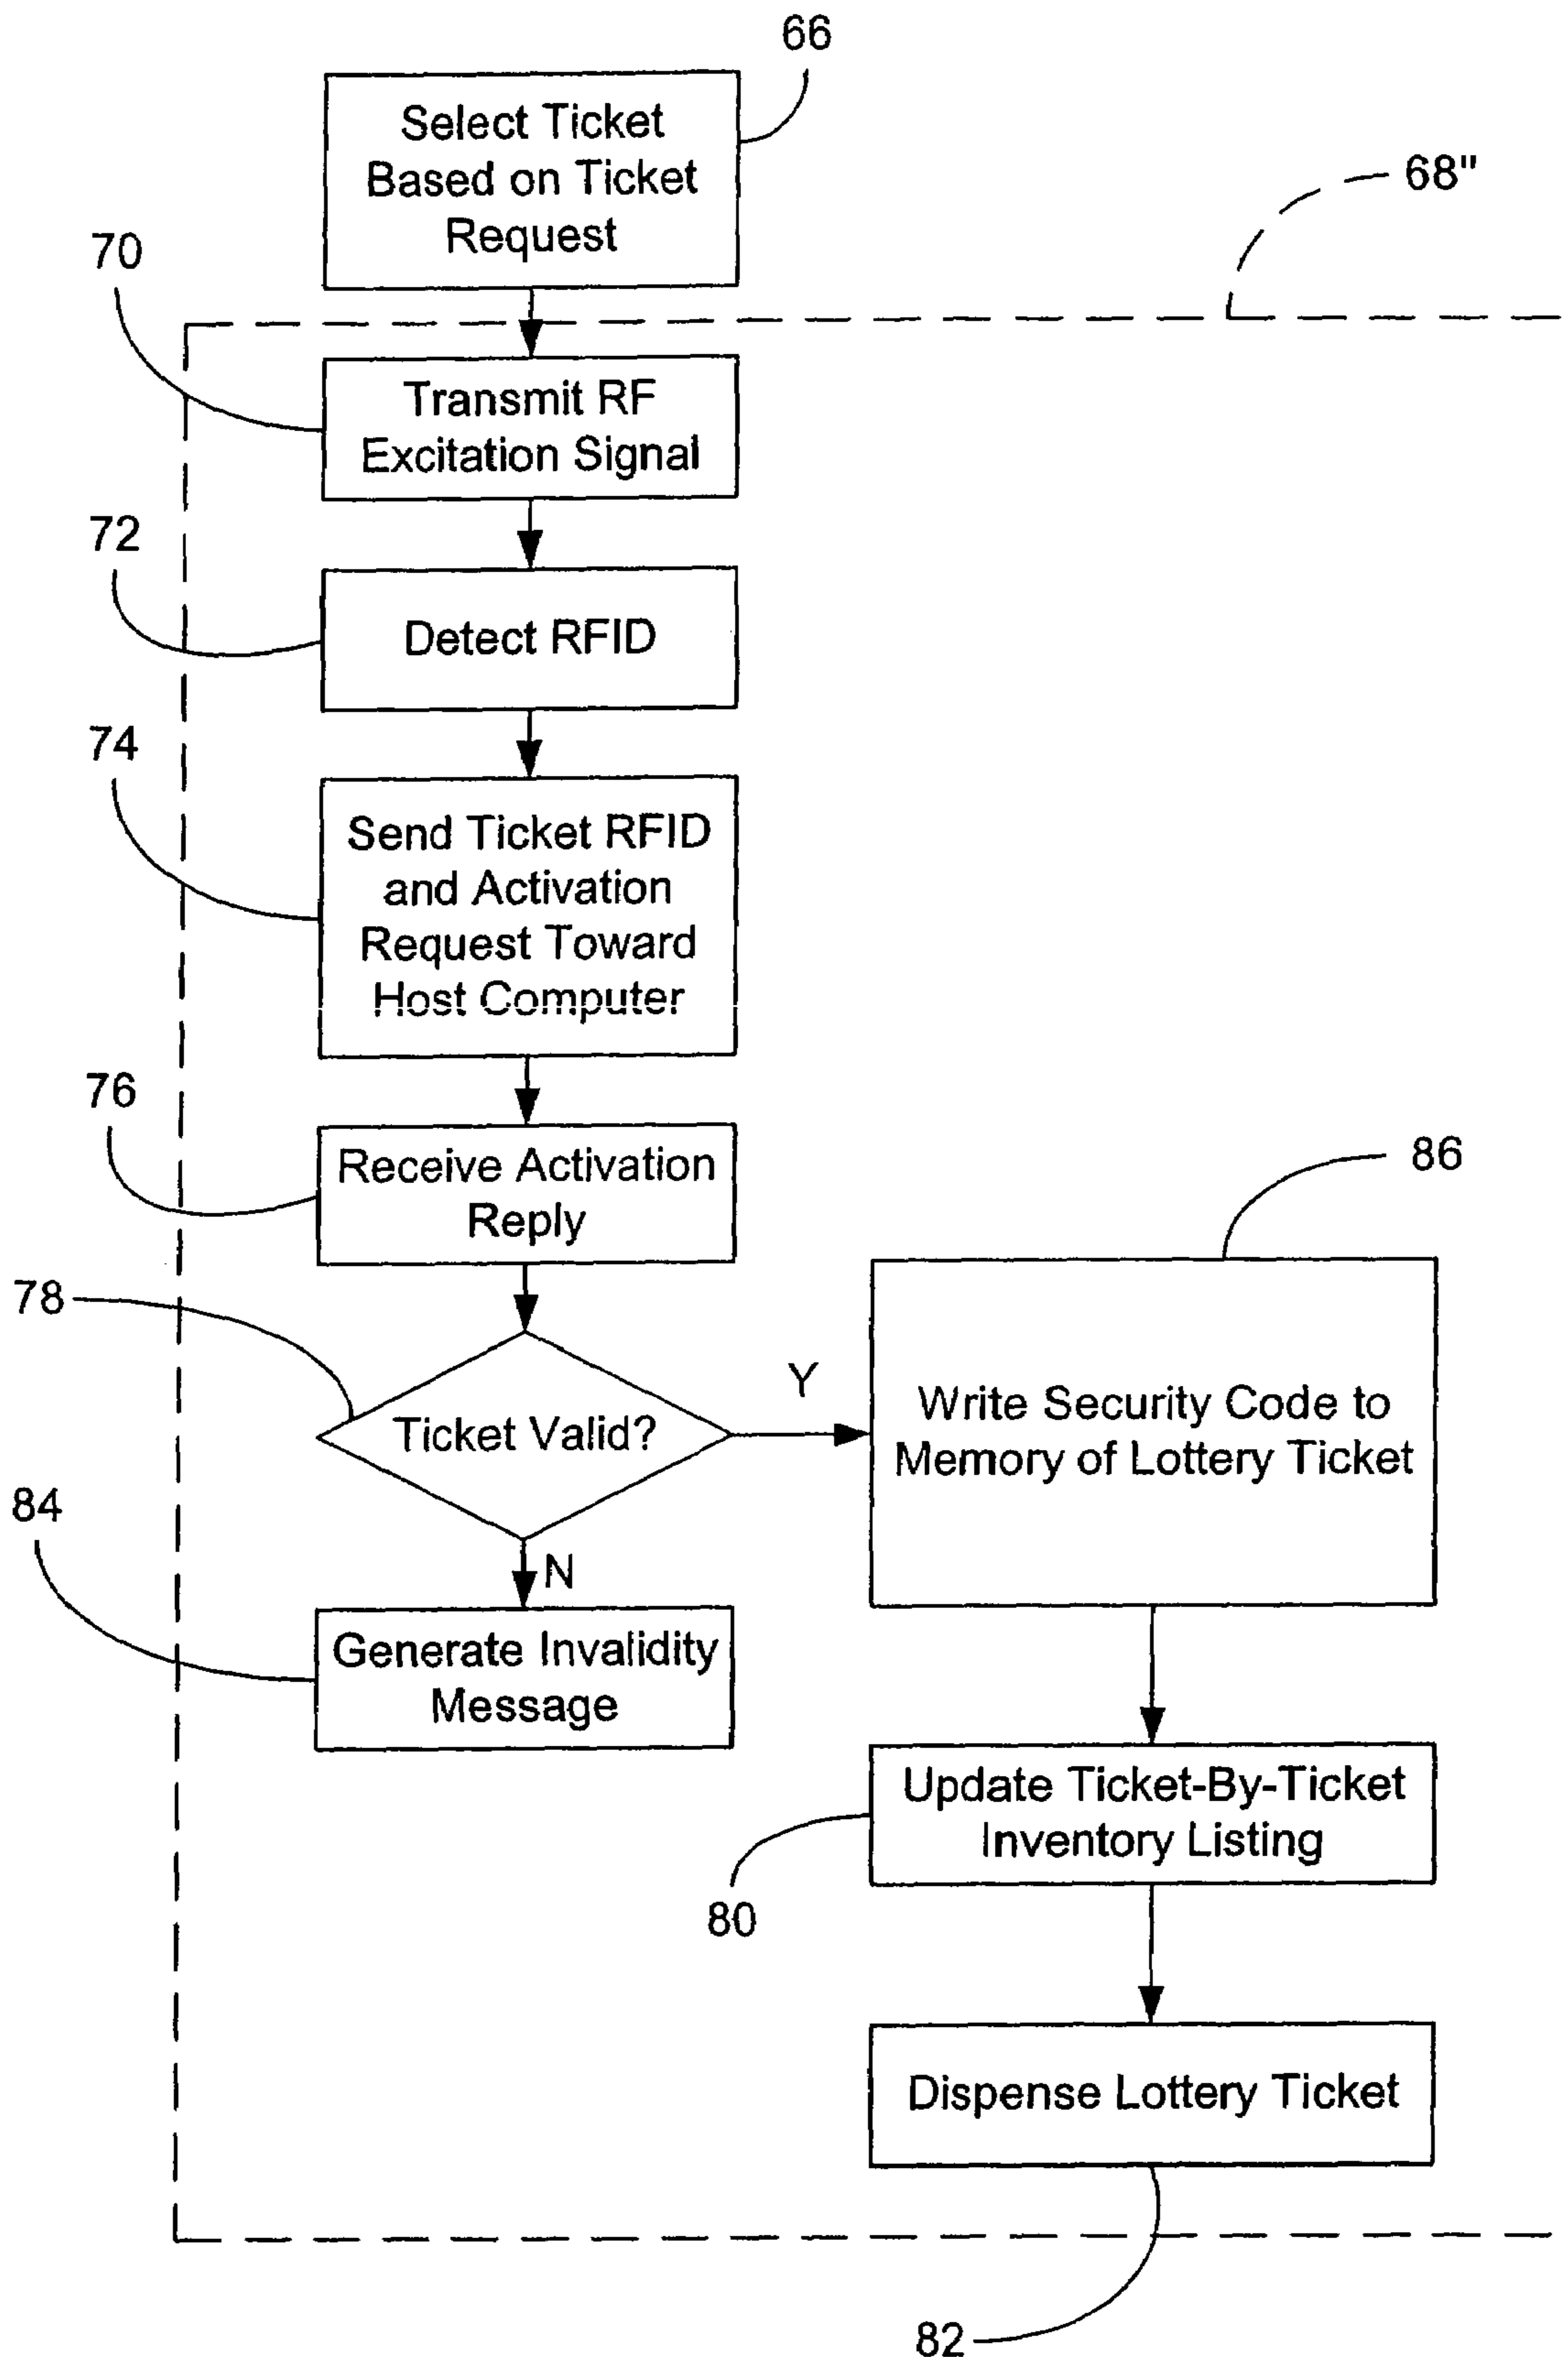 66
Select Ticket
Based on Ticket
Request
68"
70
Transmit RF
Excitation Signal
72
Detect RFID
74
Send Ticket RFID
and Activation
Request Toward
Host Computer
76
Receive Activation
Reply
86
78
Ticket Valid?
Y
Write Security Code to
Memory of Lottery Ticket
84
N
Generate Invalidity
Message
Update Ticket-By-Ticket
Inventory Listing
80
Dispense Lottery Ticket
82